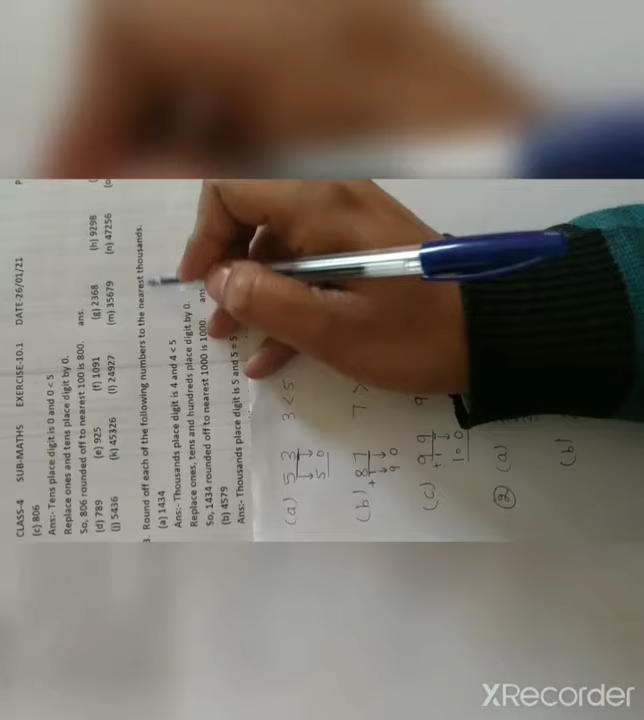 CLASS-4 SUB-MATHS EXERCISE-10.1 DATE-26/01/21 P
(c) 806
Ans:- Tens place digit is 0 and 0 < 5
Replace ones and tens place digit by 0.
So, 806 rounded off to nearest 100 is 800. ans.
(d) 789 (e) 925 (f) 1091 (g) 2368 (h) 9298
(j) 5436 (k) 45326 (l) 24927 (m) 35679 (n) 47256
3. Round off each of the following numbers to the nearest thousands.
(a) 1434
Ans:- Thousands place digit is 4 and 4 < 5
Replace ones, tens and hundreds place digit by 0.
So, 1434 rounded off to nearest 1000 is 1000. ans
(b) 4579
Ans:- Thousands place digit is 5 and 5 = 5
(a) 53 3 < 5
50
(b) 87 7 >
+1
90
(c) 99 9
+1
100
(2) (a)
(b)
XRecorder